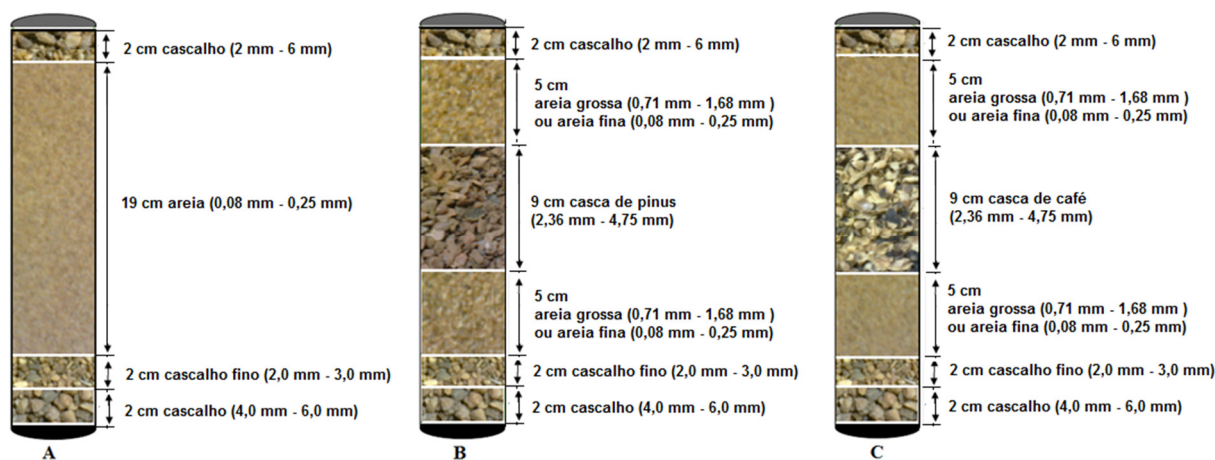 2 cm cascalho (2 mm - 6 mm)
19 cm areia (0,08 mm - 0,25 mm)
2 cm cascalho fino (2,0 mm - 3,0 mm)
2 cm cascalho (4,0 mm - 6,0 mm)
A
2 cm cascalho (2 mm - 6 mm)
5 cm
areia grossa (0,71 mm - 1,68 mm )
ou areia fina (0,08 mm - 0,25 mm)
9 cm casca de pinus
(2,36 mm - 4,75 mm)
5 cm
areia grossa (0,71 mm - 1,68 mm )
ou areia fina (0,08 mm - 0,25 mm)
2 cm cascalho fino (2,0 mm - 3,0 mm)
2 cm cascalho (4,0 mm - 6,0 mm)
B
2 cm cascalho (2 mm - 6 mm)
5 cm
areia grossa (0,71 mm - 1,68 mm )
ou areia fina (0,08 mm - 0,25 mm)
9 cm casca de café
(2,36 mm - 4,75 mm)
5 cm
areia grossa (0,71 mm - 1,68 mm )
ou areia fina (0,08 mm - 0,25 mm)
2 cm cascalho fino (2,0 mm - 3,0 mm)
2 cm cascalho (4,0 mm - 6,0 mm)
C